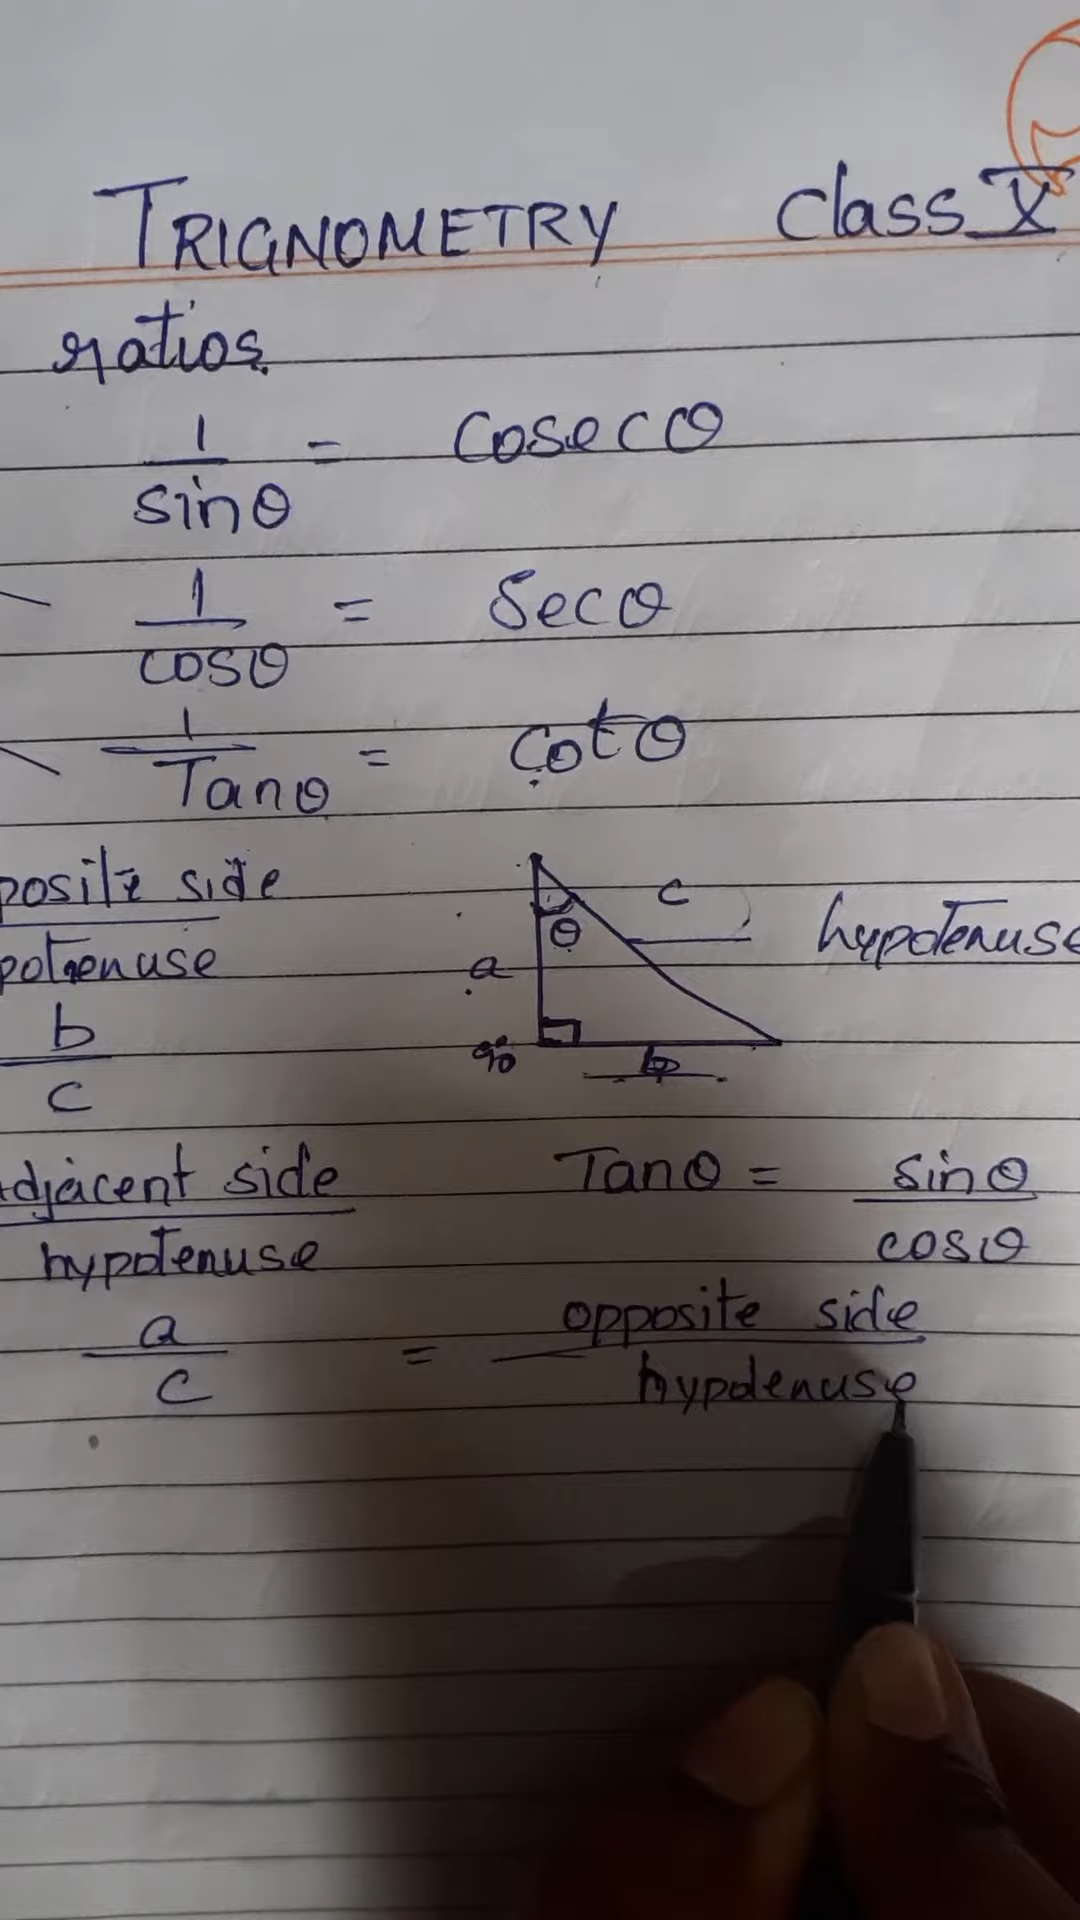 TRIGNOMETRY Class X
ratios.
1
sinθ
= Cosecθ
1
cosθ
= Secθ
1
Tanθ
= Cotθ
posite side
potenuse
b
c
c
hypotenuse
θ
a
90
b
Adjacent side
hypotenuse
a
c
Tanθ = sinθ
cosθ
= opposite side
hypotenuse